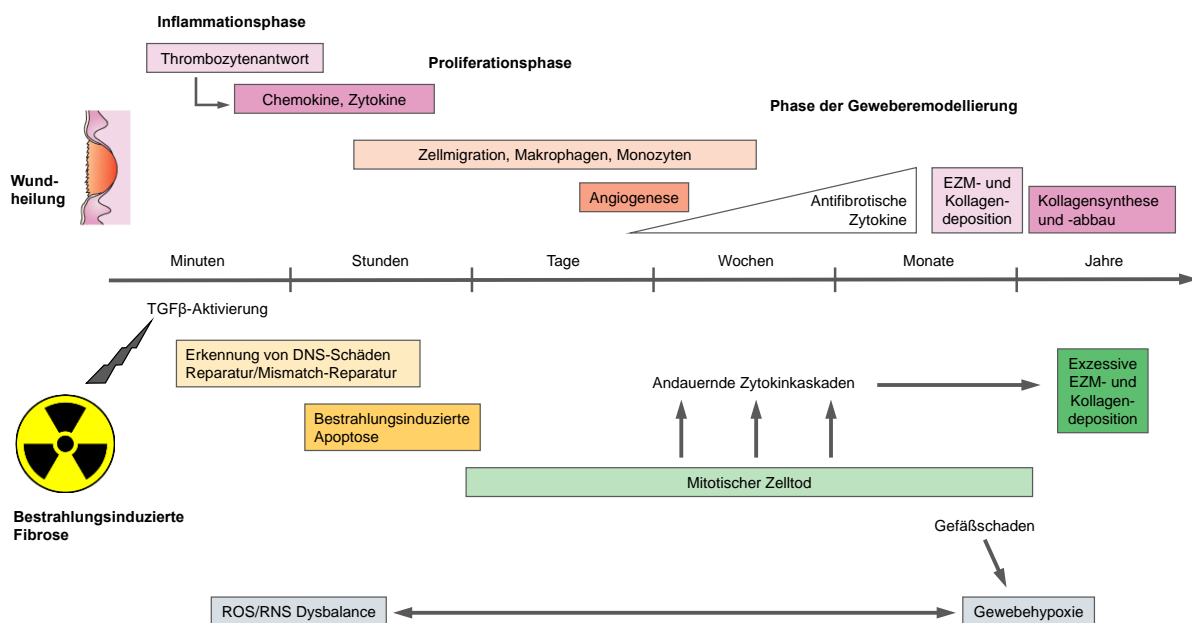 Inflammationsphase
Thrombozytenantwort
Proliferationsphase
Chemokine, Zytokine
Phase der Geweberemodellierung
Zellmigration, Makrophagen, Monozyten
Wund-
heilung
Angiogenese
Antifibrotische
Zytokine
EZM- und
Kollagen-
deposition
Kollagensynthese
und -abbau
Minuten
Stunden
Tage
Wochen
Monate
Jahre
TGFβ-Aktivierung
Erkennung von DNS-Schäden
Reparatur/Mismatch-Reparatur
Andauernde Zytokinkaskaden
Exzessive
EZM- und
Kollagen-
deposition
Bestrahlungsinduzierte
Apoptose
Mitotischer Zelltod
Bestrahlungsinduzierte
Fibrose
Gefäßschaden
ROS/RNS Dysbalance
Gewebehypoxie